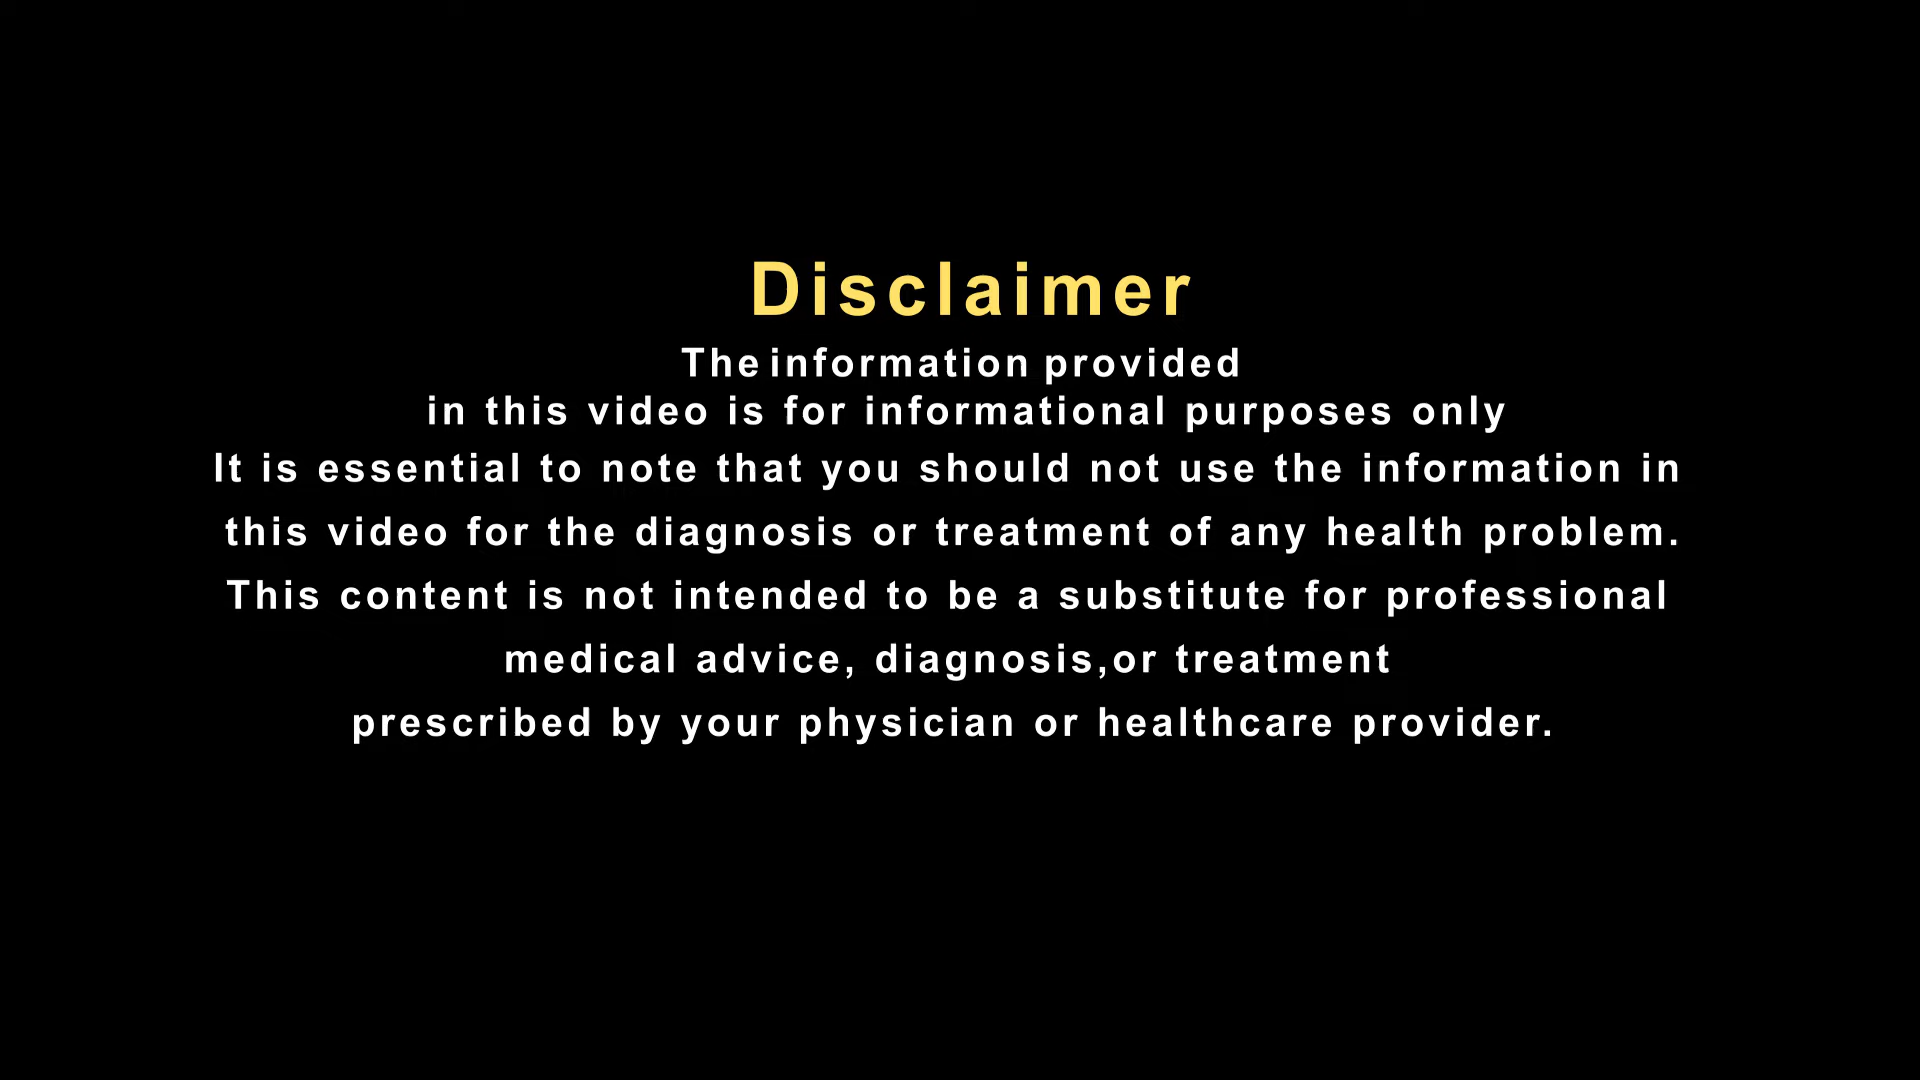 Disclaimer
The information provided
in this video is for informational purposes only
It is essential to note that you should not use the information in
this video for the diagnosis or treatment of any health problem.
This content is not intended to be a substitute for professional
medical advice, diagnosis,or treatment
prescribed by your physician or healthcare provider.